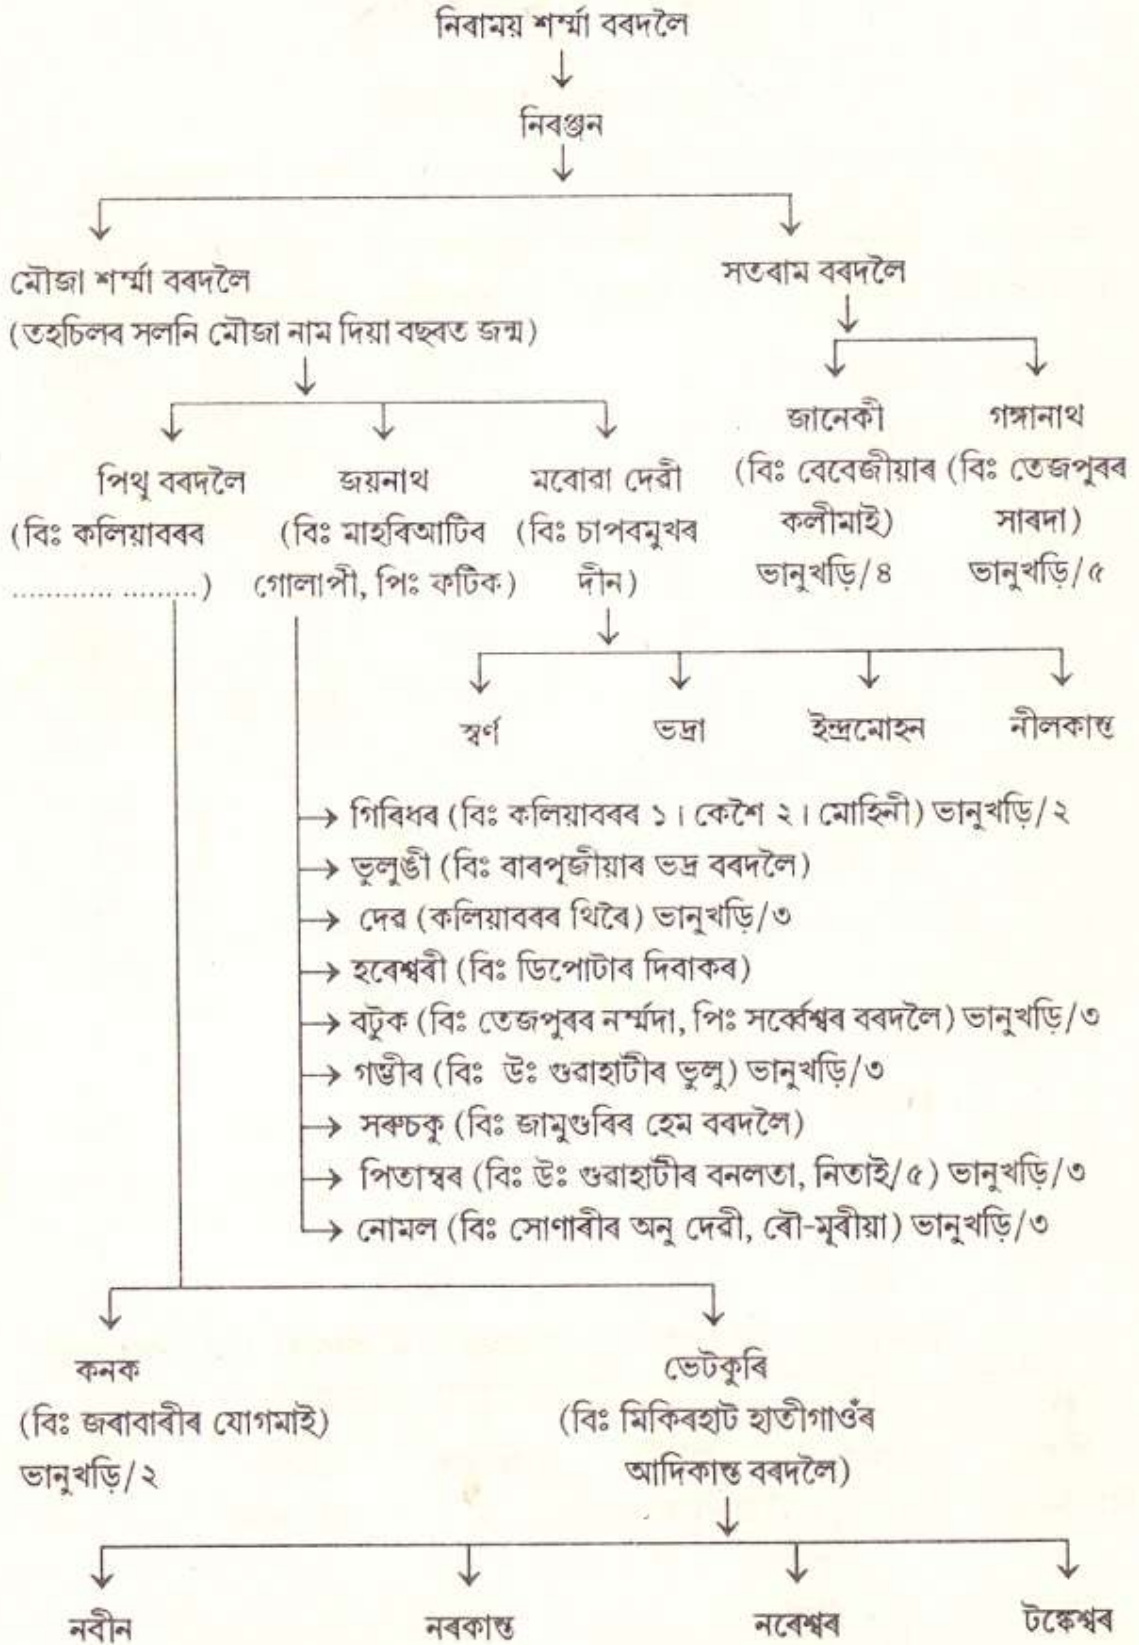 নিৰাময় শৰ্ম্মা বৰদলৈ
নিৰঞ্জন
মৌজা শৰ্ম্মা বৰদলৈ
(তহচিলৰ সলনি মৌজা নাম দিয়া বছৰত জন্ম)
সতৰাম বৰদলৈ
পিথু বৰদলৈ
(বিঃ কলিয়াবৰৰ
.................... ..........)
জয়নাথ
(বিঃ মাহৰিআটিৰ
গোলাপী, পিঃ ফটিক)
মৰোৱা দেৱী
(বিঃ চাপৰমুখৰ
দীন)
জানেকী
(বিঃ বেবেজীয়াৰ
কলীমাই)
ভানুখড়ি/৪
গঙ্গানাথ
(বিঃ তেজপুৰৰ
সাৰদা)
ভানুখড়ি/৫
স্বৰ্ণ
ভদ্ৰা
ইন্দ্ৰমোহন
নীলকান্ত
গিৰিধৰ (বিঃ কলিয়াবৰৰ ১। কেশৈ ২। মোহিনী) ভানুখড়ি/২
ভুলুঙী (বিঃ বাৰপূজীয়াৰ ভদ্ৰ বৰদলৈ)
দেৱ (কলিয়াবৰৰ থিৰৈ) ভানুখড়ি/৩
হৰেশ্বৰী (বিঃ ডিপোটাৰ দিবাকৰ)
বটুক (বিঃ তেজপুৰৰ নৰ্ম্মদা, পিঃ সৰ্ব্বেশ্বৰ বৰদলৈ) ভানুখড়ি/৩
গম্ভীৰ (বিঃ উঃ গুৱাহাটীৰ ভুলু) ভানুখড়ি/৩
সৰুচকু (বিঃ জামুগুৰিৰ হেম বৰদলৈ)
পিতাম্বৰ (বিঃ উঃ গুৱাহাটীৰ বনলতা, নিতাই/৫) ভানুখড়ি/৩
নোমল (বিঃ সোণাৰীৰ অনু দেৱী, ৰৌ-মূৰীয়া) ভানুখড়ি/৩
কনক
(বিঃ জৰাবাৰীৰ যোগমাই)
ভানুখড়ি/২
ভেটকুৰি
(বিঃ মিকিৰহাট হাতীগাওঁৰ
আদিকান্ত বৰদলৈ)
নবীন
নৰকান্ত
নৰেশ্বৰ
টঙ্কেশ্বৰ